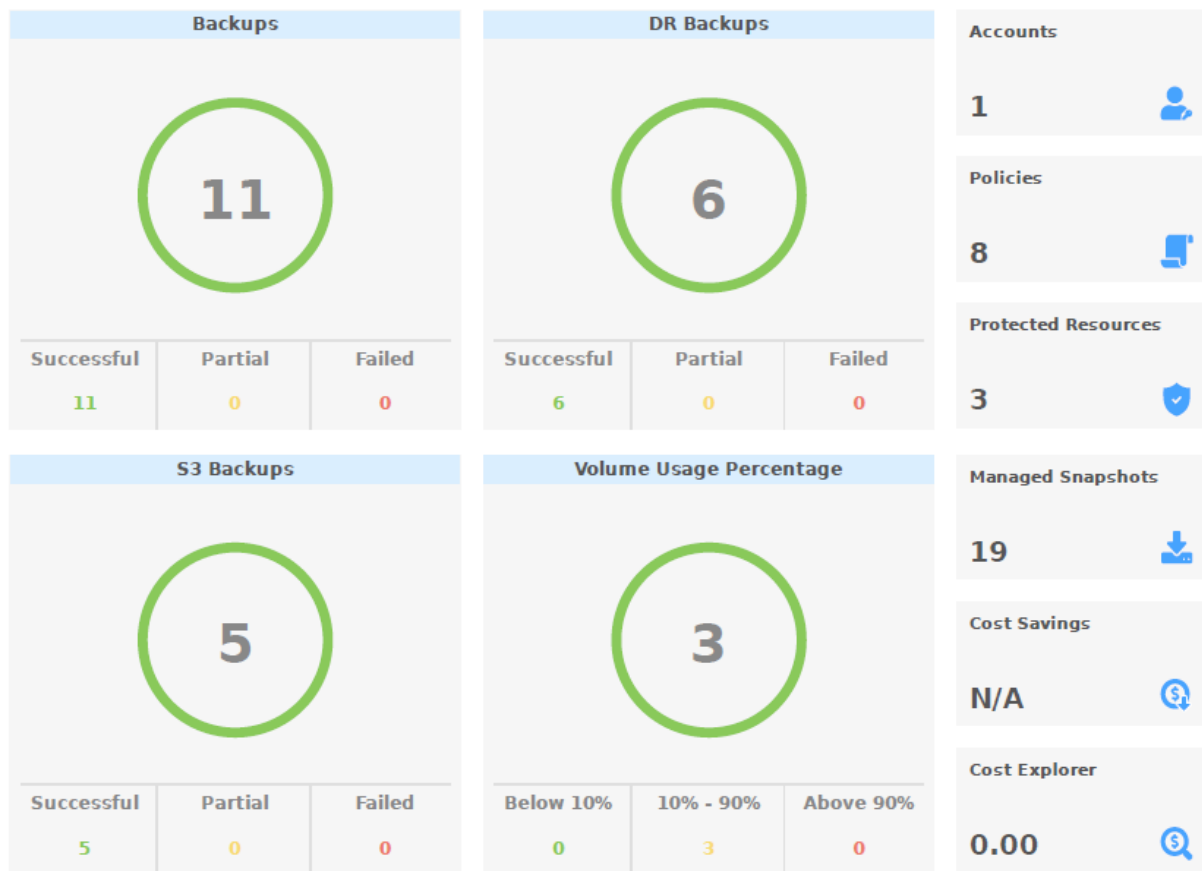 Backups
11
Successful Partial Failed
11 0 0
DR Backups
6
Successful Partial Failed
6 0 0
Accounts
1
Policies
8
Protected Resources
3
S3 Backups
5
Successful Partial Failed
5 0 0
Volume Usage Percentage
3
Below 10% 10% - 90% Above 90%
0 3 0
Managed Snapshots
19
Cost Savings
N/A
Cost Explorer
0.00